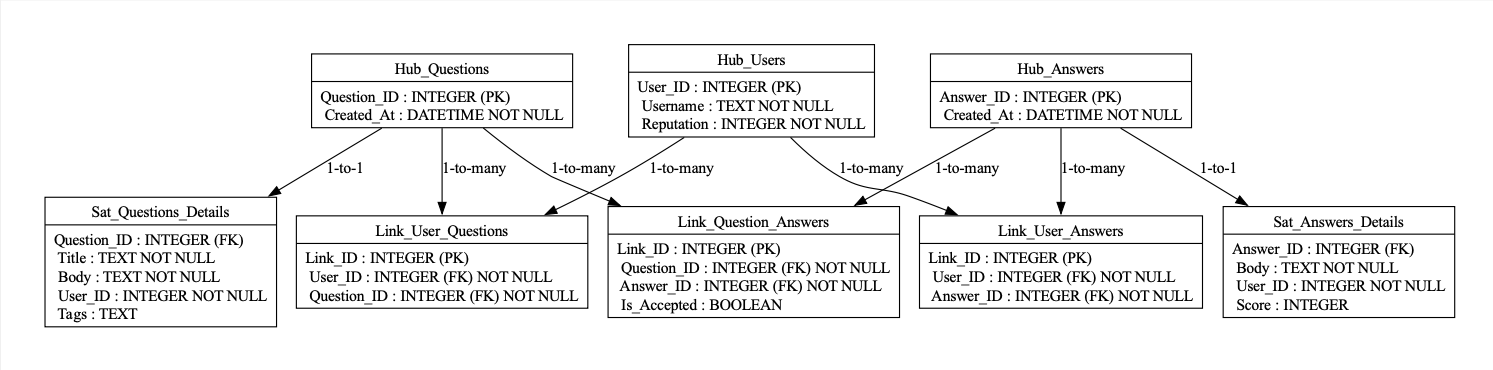 Hub_Questions
Question_ID : INTEGER (PK)
Created_At : DATETIME NOT NULL
Hub_Users
User_ID : INTEGER (PK)
Username : TEXT NOT NULL
Reputation : INTEGER NOT NULL
Hub_Answers
Answer_ID : INTEGER (PK)
Created_At : DATETIME NOT NULL
1-to-1
1-to-many
1-to-many
1-to-many
1-to-many
1-to-many
1-to-many
1-to-1
Sat_Questions_Details
Question_ID : INTEGER (FK)
Title : TEXT NOT NULL
Body : TEXT NOT NULL
User_ID : INTEGER NOT NULL
Tags : TEXT
Link_User_Questions
Link_ID : INTEGER (PK)
User_ID : INTEGER (FK) NOT NULL
Question_ID : INTEGER (FK) NOT NULL
Link_Question_Answers
Link_ID : INTEGER (PK)
Question_ID : INTEGER (FK) NOT NULL
Answer_ID : INTEGER (FK) NOT NULL
Is_Accepted : BOOLEAN
Link_User_Answers
Link_ID : INTEGER (PK)
User_ID : INTEGER (FK) NOT NULL
Answer_ID : INTEGER (FK) NOT NULL
Sat_Answers_Details
Answer_ID : INTEGER (FK)
Body : TEXT NOT NULL
User_ID : INTEGER NOT NULL
Score : INTEGER